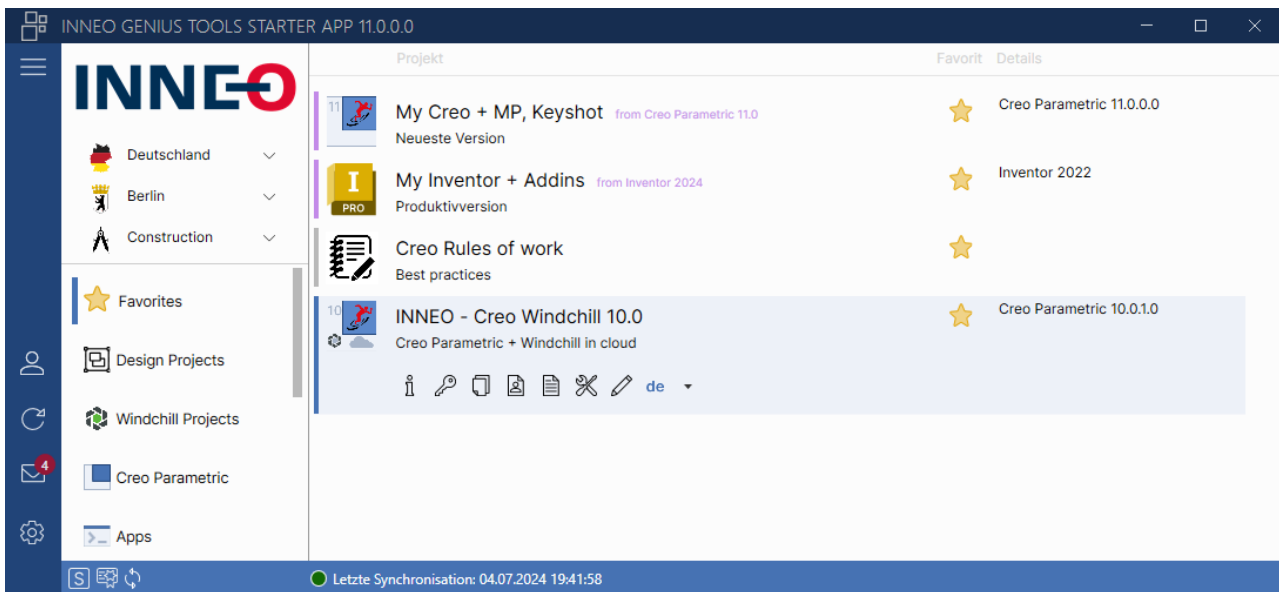 INNEO GENIUS TOOLS STARTER APP 11.0.0.0
INNEO
Deutschland
Berlin
Construction
Favorites
Design Projects
Windchill Projects
Creo Parametric
Apps
4
S
Projekt Favorit Details
11
My Creo + MP, Keyshot from Creo Parametric 11.0 Creo Parametric 11.0.0.0
Neueste Version
I
PRO
My Inventor + Addins from Inventor 2024 Inventor 2022
Produktivversion
Creo Rules of work
Best practices
10
INNEO - Creo Windchill 10.0 Creo Parametric 10.0.1.0
Creo Parametric + Windchill in cloud
de
Letzte Synchronisation: 04.07.2024 19:41:58